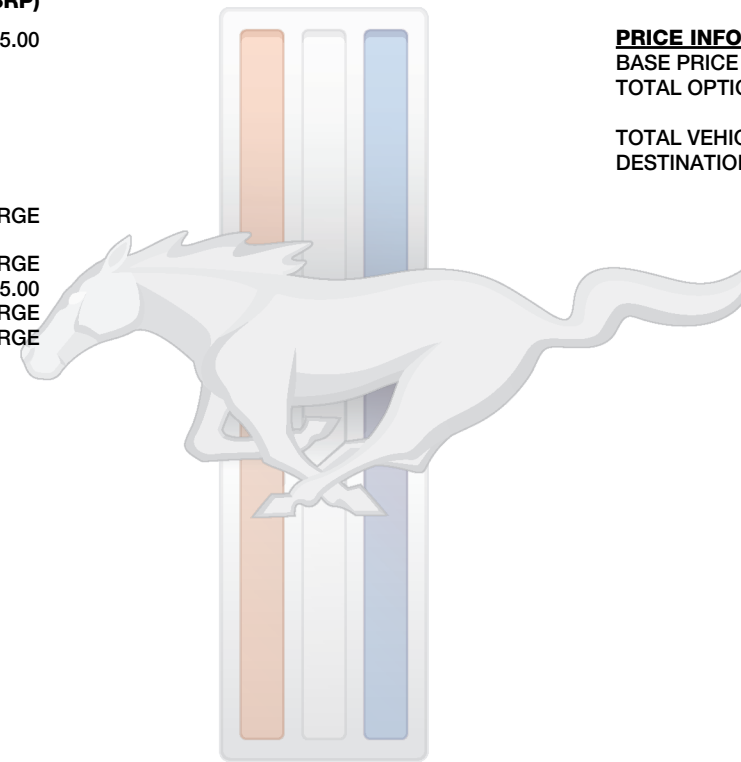 SRP)
5.00
RGE
RGE
5.00
RGE
RGE
PRICE INFO
BASE PRICE
TOTAL OPTIO
TOTAL VEHIC
DESTINATION